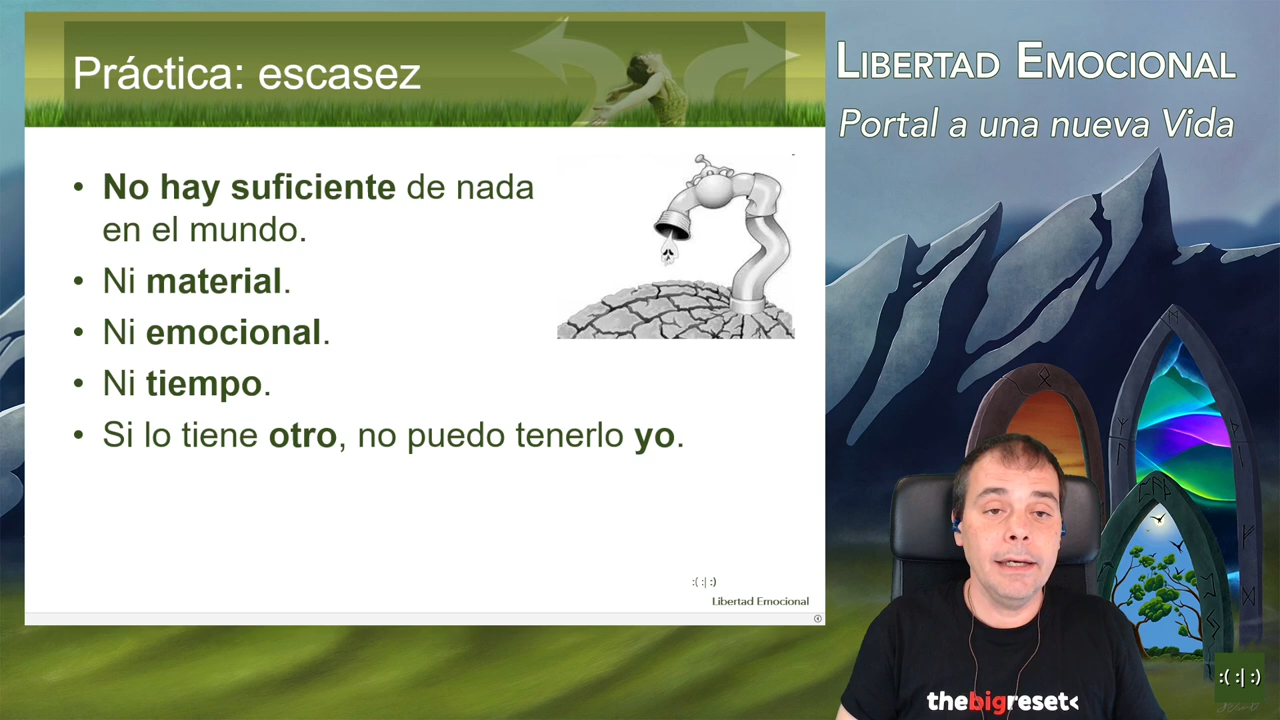 Práctica: escasez
• No hay suficiente de nada
en el mundo.
• Ni material.
• Ni emocional.
• Ni tiempo.
• Si lo tiene otro, no puedo tenerlo yo.
:( :| :)
Libertad Emocional
LIBERTAD EMOCIONAL
Portal a una nueva Vida
thebigreset<
:( :| :)